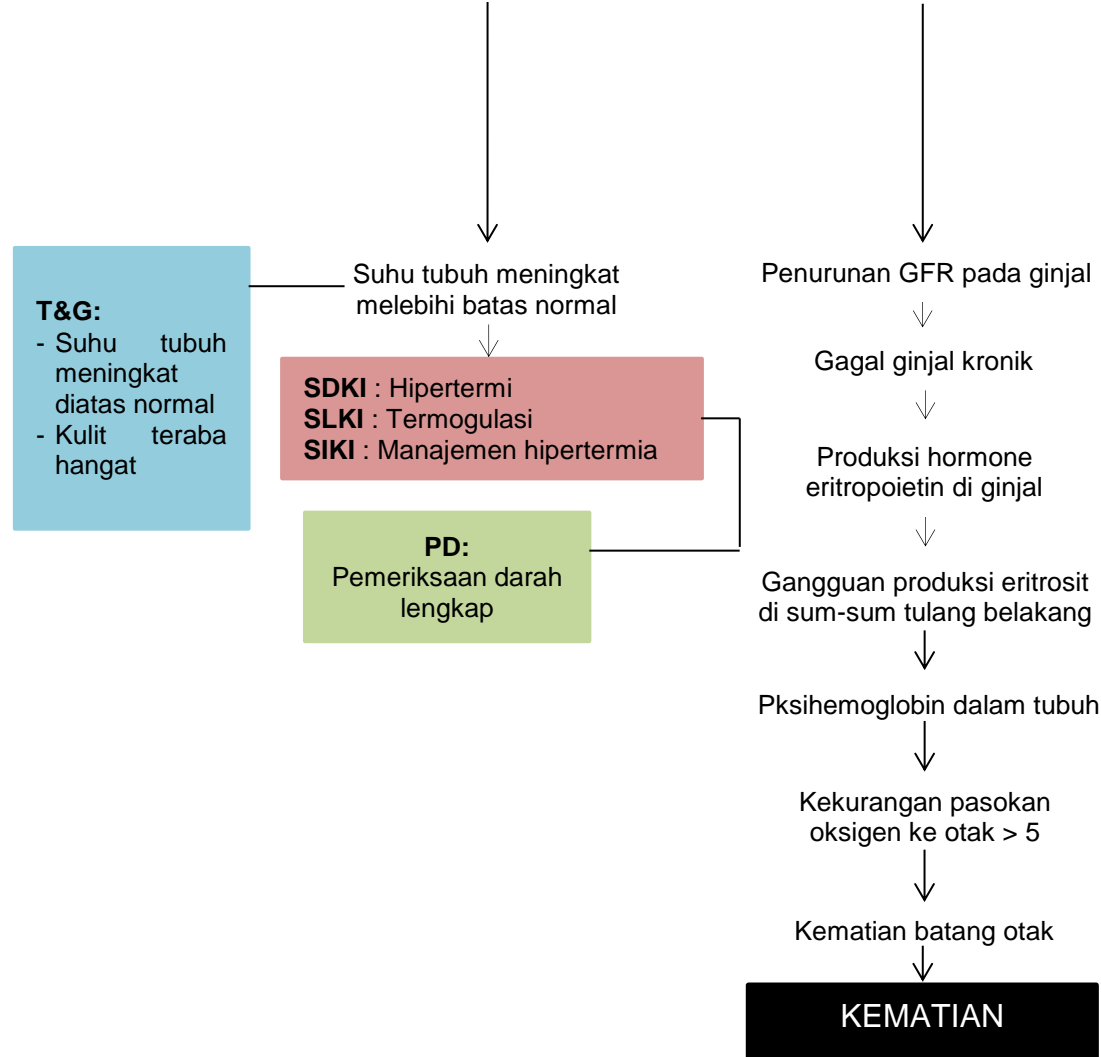 T&G:
- Suhu tubuh
meningkat
diatas normal
- Kulit teraba
hangat
Suhu tubuh meningkat
melebihi batas normal
SDKI : Hipertermi
SLKI : Termogulasi
SIKI : Manajemen hipertermia
PD:
Pemeriksaan darah
lengkap
Penurunan GFR pada ginjal
Gagal ginjal kronik
Produksi hormone
eritropoietin di ginjal
Gangguan produksi eritrosit
di sum-sum tulang belakang
Pksihemoglobin dalam tubuh
Kekurangan pasokan
oksigen ke otak > 5
Kematian batang otak
KEMATIAN